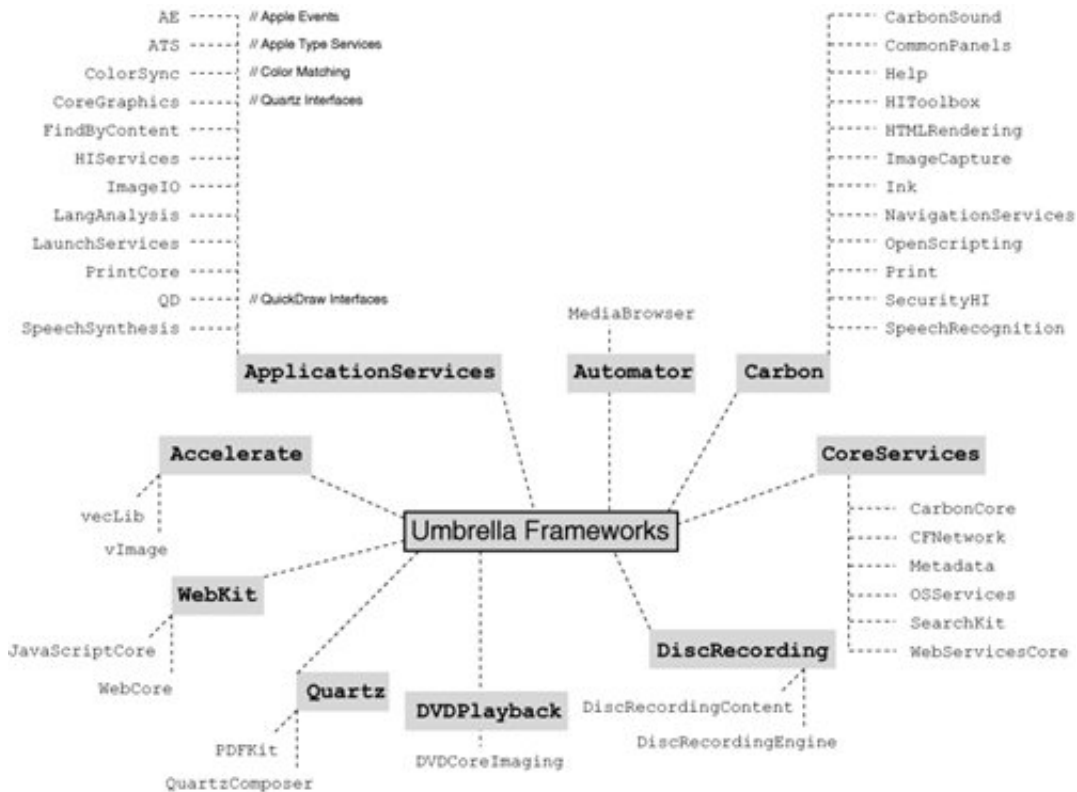 AE // Apple Events
ATS // Apple Type Services
ColorSync // Color Matching
CoreGraphics // Quartz Interfaces
FindByContent
HIServices
ImageIO
LangAnalysis
LaunchServices
PrintCore
QD // QuickDraw Interfaces
SpeechSynthesis
ApplicationServices
MediaBrowser
Automator
CarbonSound
CommonPanels
Help
HIToolbox
HTMLRendering
ImageCapture
Ink
NavigationServices
OpenScripting
Print
SecurityHI
SpeechRecognition
Carbon
Accelerate
vecLib
vImage
Umbrella Frameworks
CoreServices
CarbonCore
CFNetwork
Metadata
OSServices
SearchKit
WebServicesCore
WebKit
JavaScriptCore
WebCore
Quartz
PDFKit
QuartzComposer
DVDPlayback
DVDCoreImaging
DiscRecording
DiscRecordingContent
DiscRecordingEngine